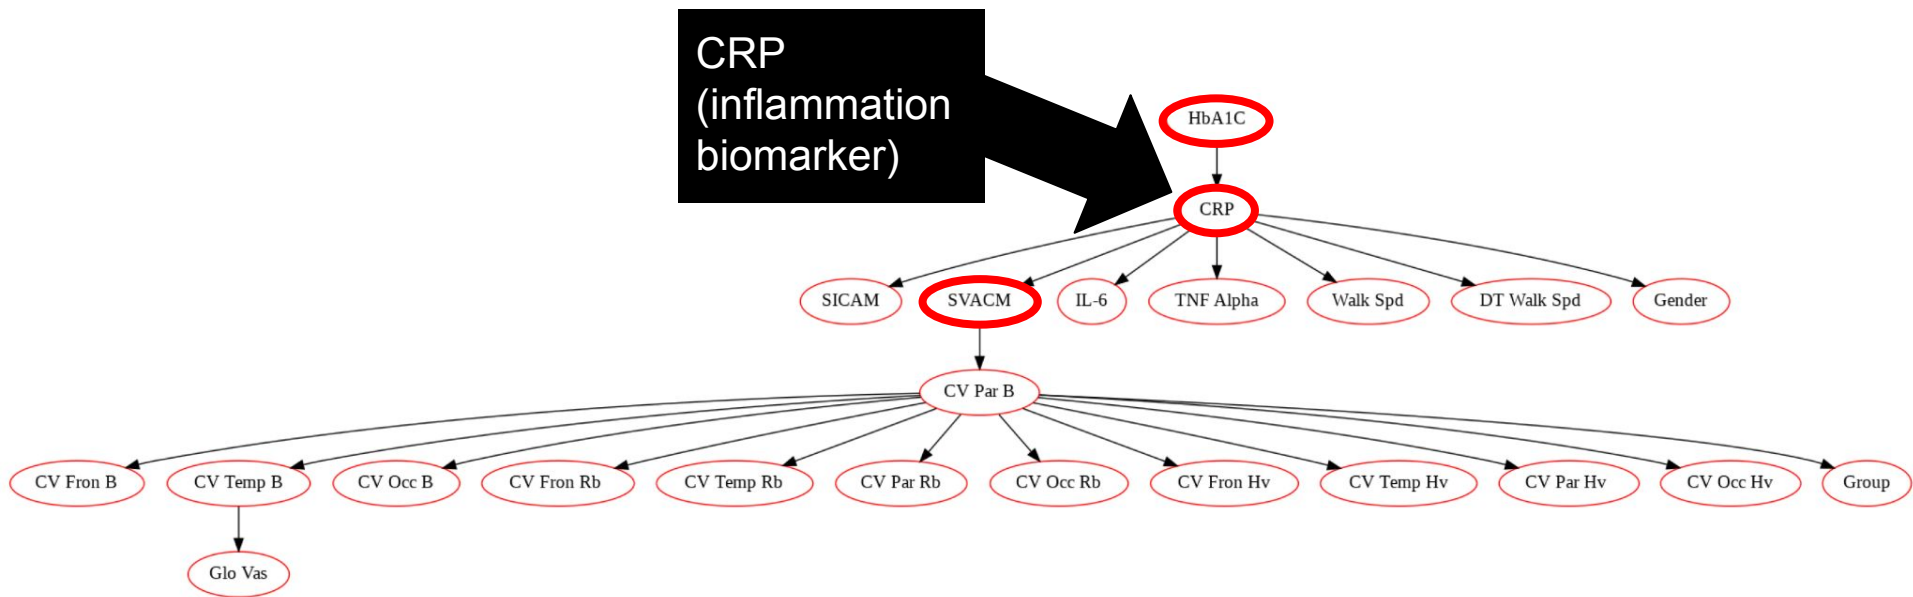 CRP
(inflammation
biomarker)
HbA1C
CRP
SICAM
SVACM
IL-6
TNF Alpha
Walk Spd
DT Walk Spd
Gender
CV Par B
CV Fron B
CV Temp B
CV Occ B
CV Fron Rb
CV Temp Rb
CV Par Rb
CV Occ Rb
CV Fron Hv
CV Temp Hv
CV Par Hv
CV Occ Hv
Group
Glo Vas